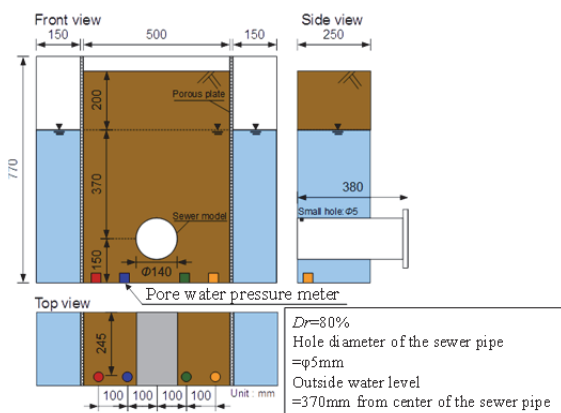 Front view
Side view
150
500
150
250
Porous plate
200
770
370
380
Small hole: Φ5
Sewer model
150
Φ140
Pore water pressure meter
Top view
245
100
100
100
100
Unit : mm
Dr=80%
Hole diameter of the sewer pipe
=φ5mm
Outside water level
=370mm from center of the sewer pipe